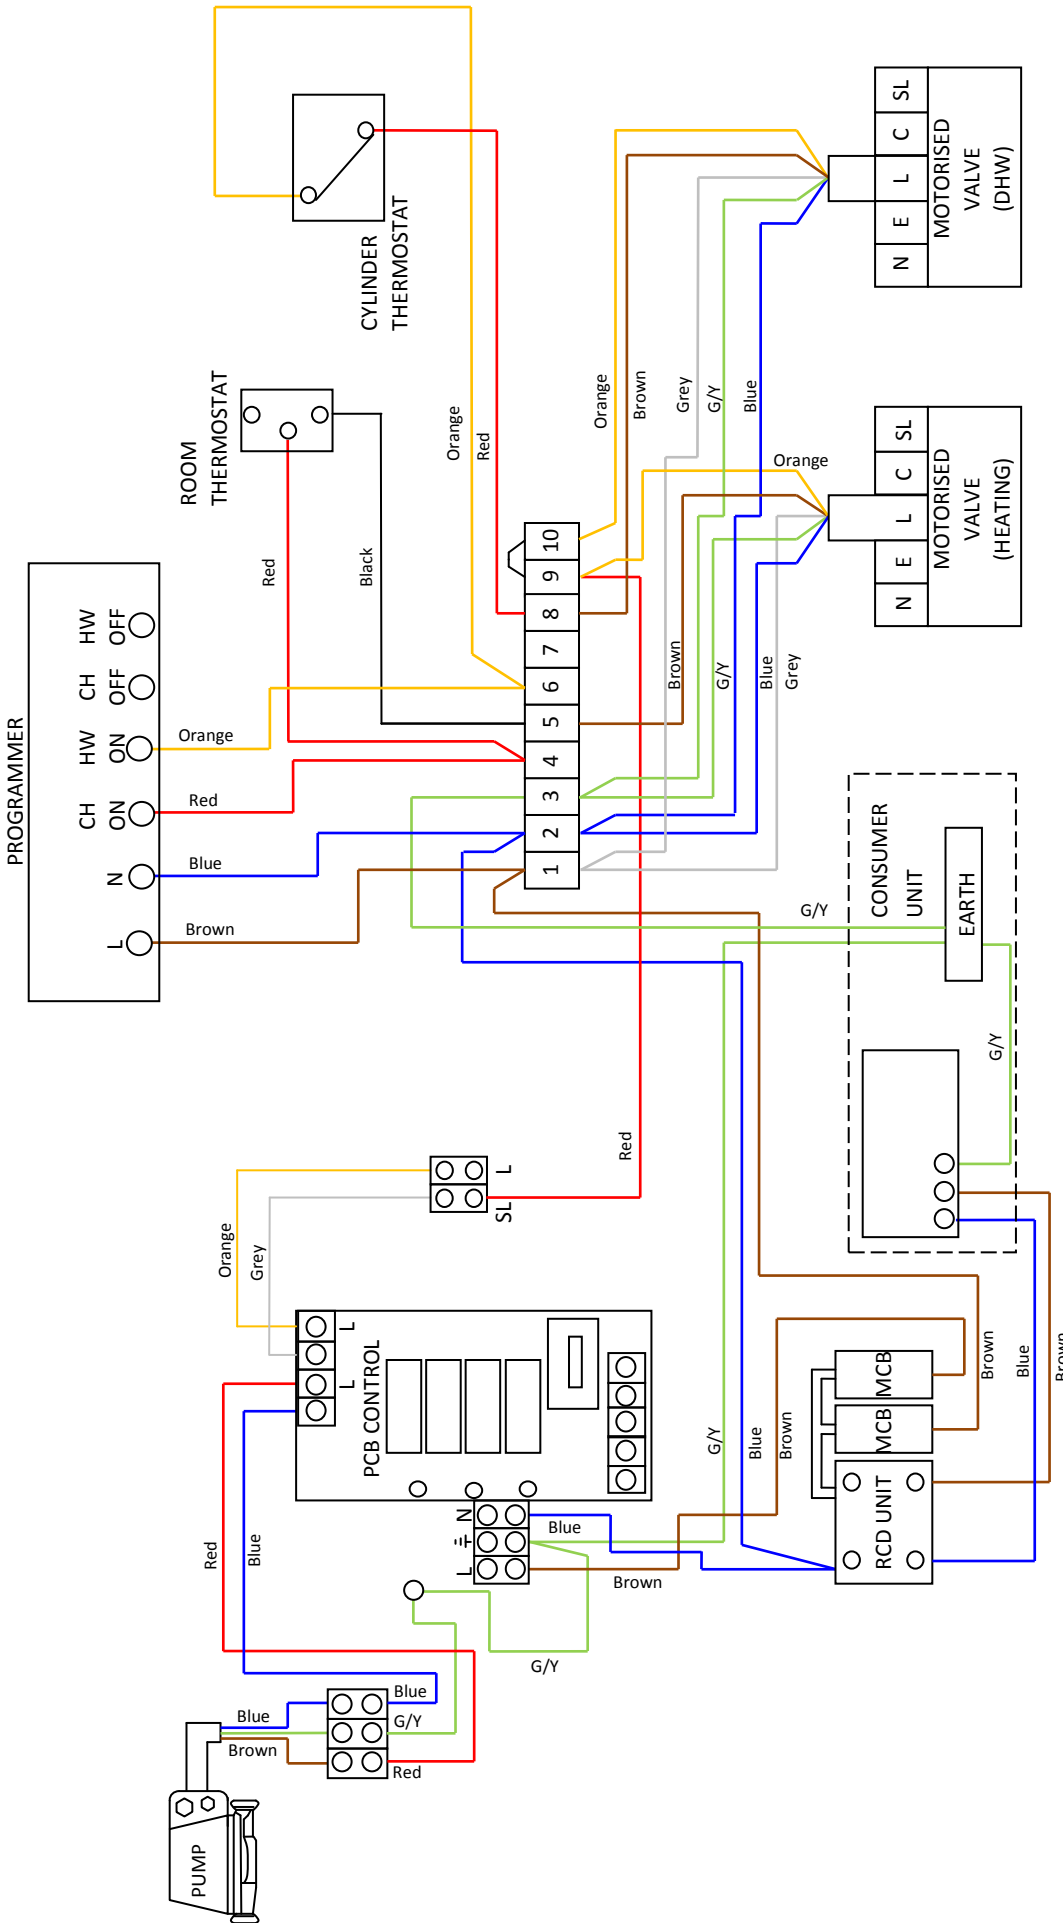 PROGRAMMER
L
N
CH
ON
HW
ON
CH
OFF
HW
OFF
Brown
Blue
Red
Orange
ROOM
THERMOSTAT
Red
Black
CYLINDER
THERMOSTAT
Orange
Red
1
2
3
4
5
6
7
8
9
10
Orange
Brown
Grey
G/Y
Blue
N
E
L
C
SL
MOTORISED
VALVE
(DHW)
Orange
Brown
G/Y
Blue
Grey
N
E
L
C
SL
MOTORISED
VALVE
(HEATING)
CONSUMER
UNIT
EARTH
G/Y
G/Y
Red
SL
L
Orange
Grey
PCB CONTROL
L
L
L
N
Blue
Brown
G/Y
Blue
Brown
MCB
MCB
RCD UNIT
Brown
Blue
Brown
Red
Blue
G/Y
Blue
G/Y
Red
Blue
Brown
PUMP